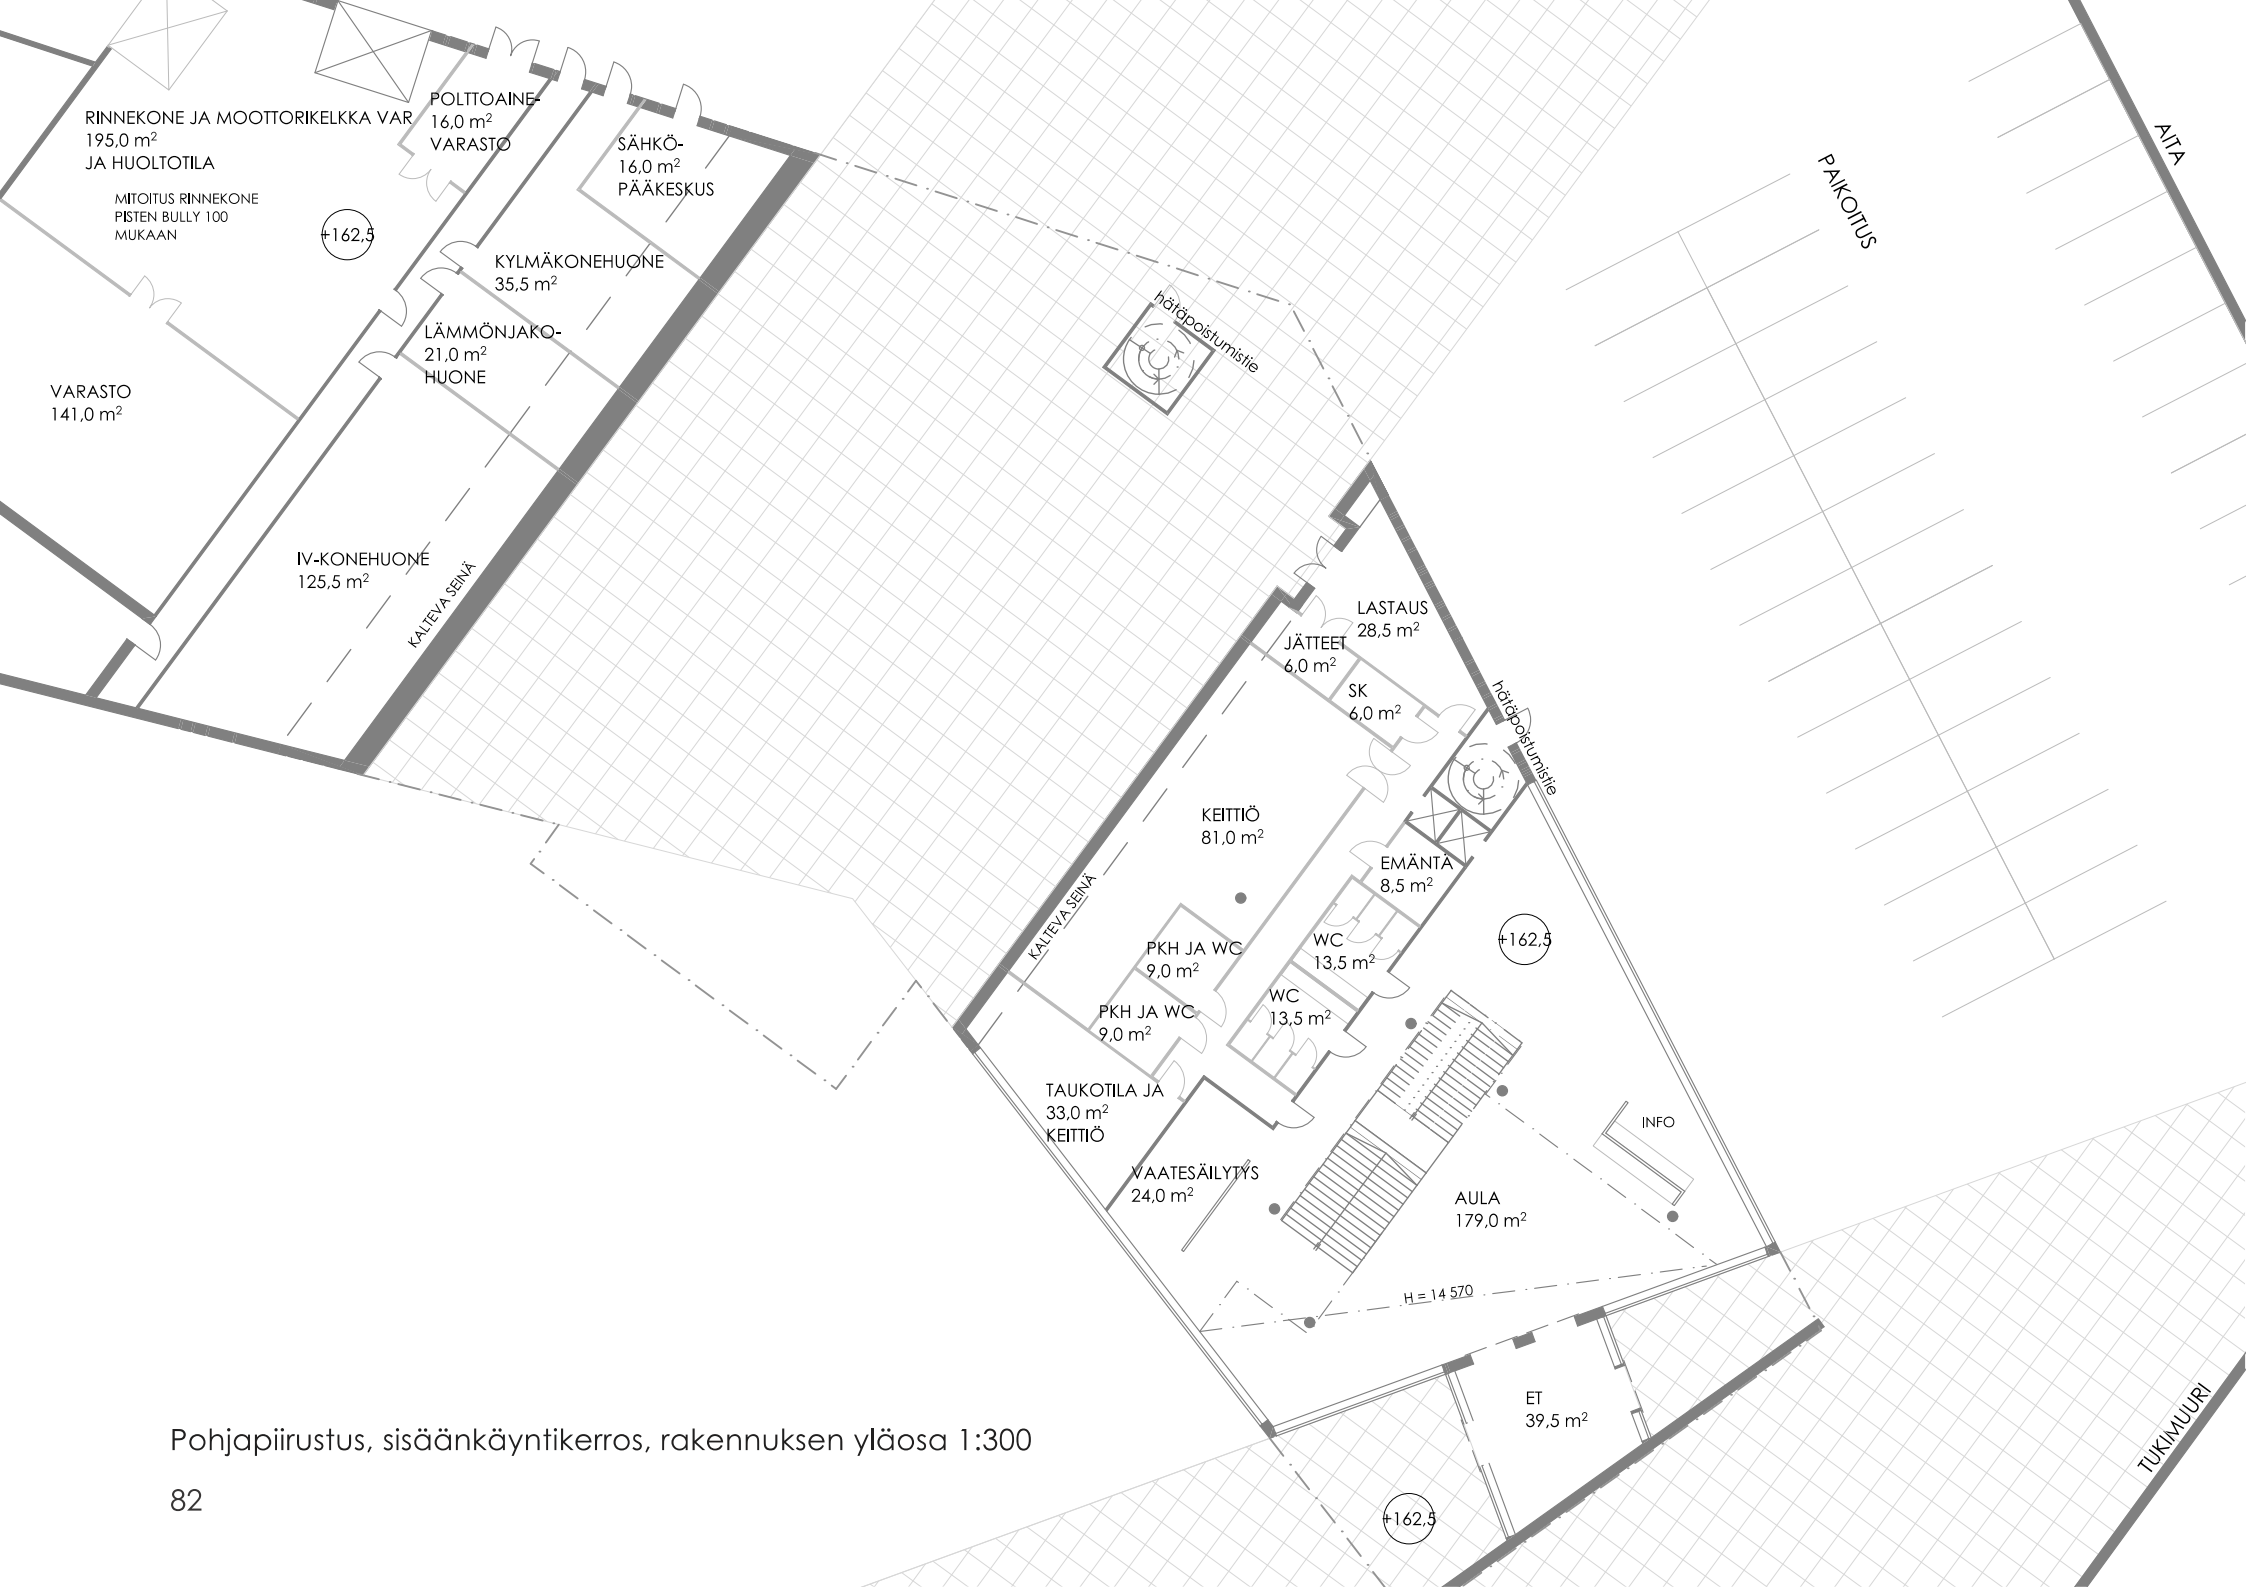 RINNEKONE JA MOOTTORIKELKKA VAR
195,0 m²
JA HUOLTOTILA
MITOITUS RINNEKONE
PISTEN BULLY 100
MUKAAN
+162,5
POLTTOAINE-
16,0 m²
VARASTO
SÄHKÖ-
16,0 m²
PÄÄKESKUS
KYLMÄKONEHUONE
35,5 m²
LÄMMÖNJAKO-
21,0 m²
HUONE
VARASTO
141,0 m²
IV-KONEHUONE
125,5 m²
KALTEVA SEINÄ
hätäpoistumistie
PAIKOITUS
AITA
LASTAUS
28,5 m²
JÄTTEET
6,0 m²
SK
6,0 m²
hätäpoistumistie
KEITTIÖ
81,0 m²
EMÄNTÄ
8,5 m²
KALTEVA SEINÄ
PKH JA WC
9,0 m²
WC
13,5 m²
+162,5
PKH JA WC
9,0 m²
WC
13,5 m²
TAUKOTILA JA
33,0 m²
KEITTIÖ
VAATESÄILYTYS
24,0 m²
INFO
AULA
179,0 m²
H = 14 570
ET
39,5 m²
+162,5
TUKIMUURI
Pohjapiirustus, sisäänkäyntikerros, rakennuksen yläosa 1:300
82